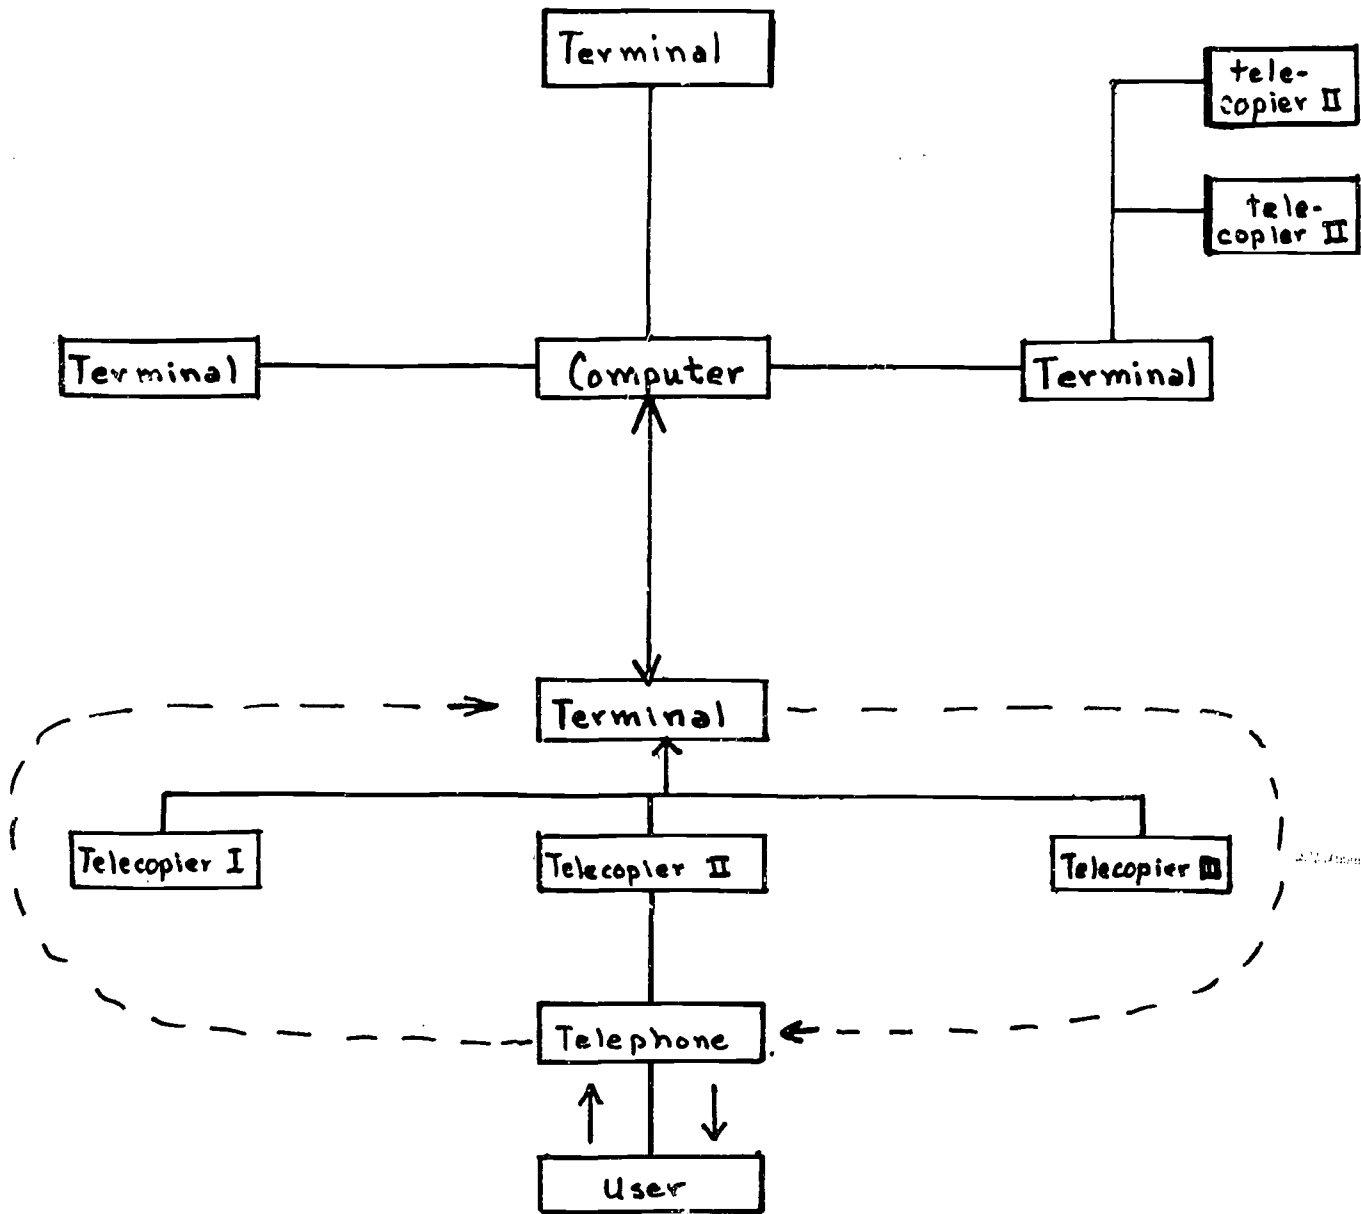 Terminal
tele-
copier II
tele-
copier II
Terminal
Computer
Terminal
Terminal
Telecopier I
Telecopier II
Telecopier III
Telephone
User